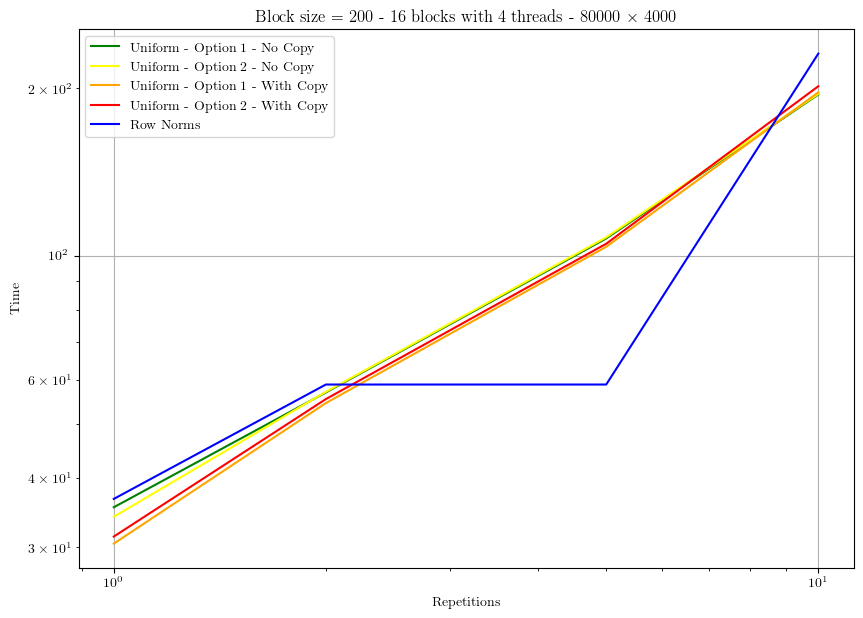 Block size = 200 - 16 blocks with 4 threads - 80000 × 4000
Uniform - Option 1 - No Copy
Uniform - Option 2 - No Copy
Uniform - Option 1 - With Copy
Uniform - Option 2 - With Copy
Row Norms
2 × 10²
10²
6 × 10¹
4 × 10¹
3 × 10¹
Time
10⁰
10¹
Repetitions